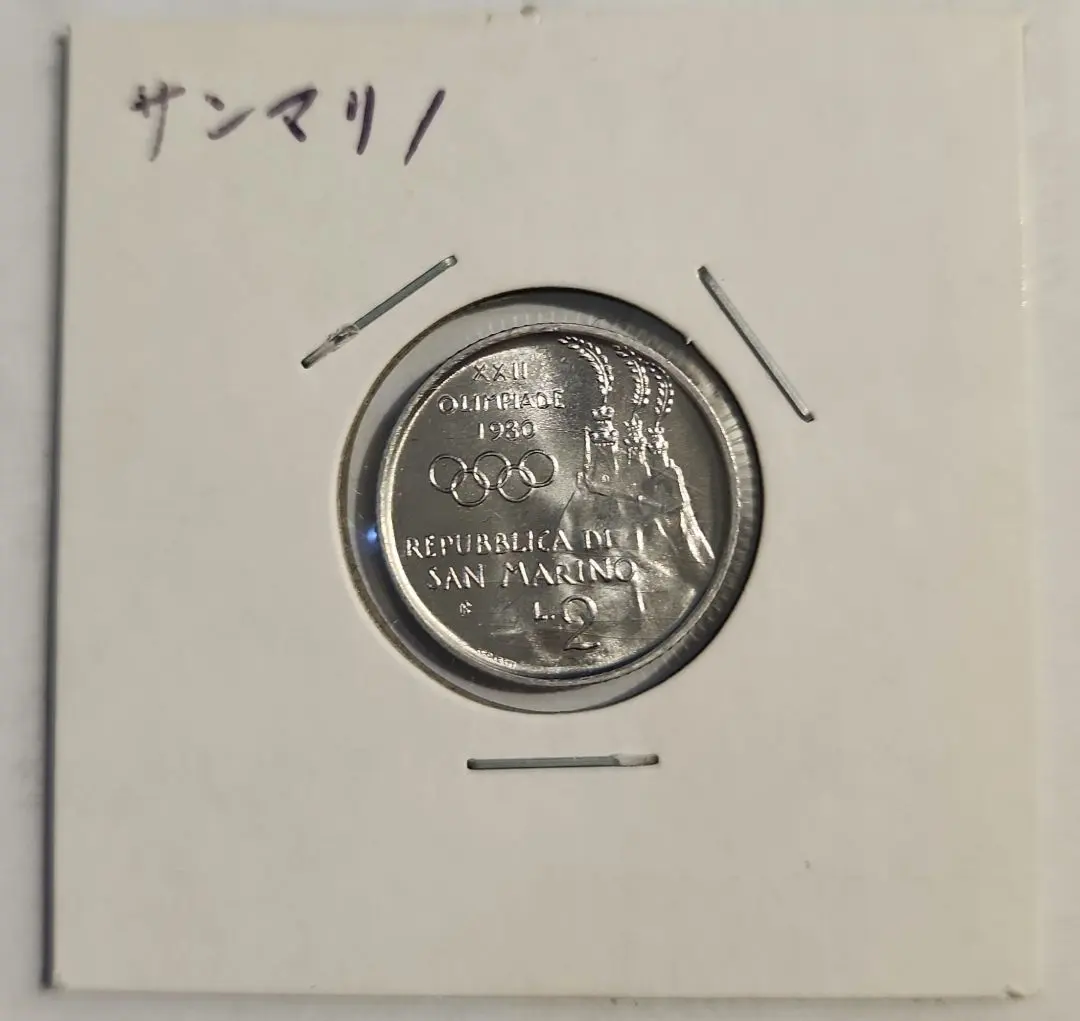 サンマリノ
XXII
OLIMPIADE
1980
REPUBBLICA DI
SAN MARINO
R L.2